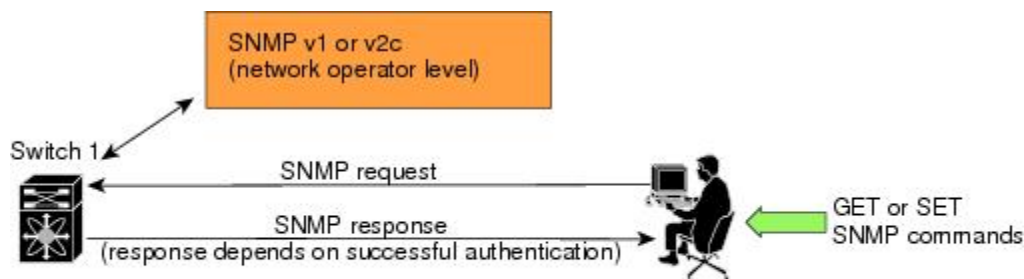 SNMP v1 or v2c
(network operator level)
Switch 1
SNMP request
SNMP response
(response depends on successful authentication)
GET or SET
SNMP commands